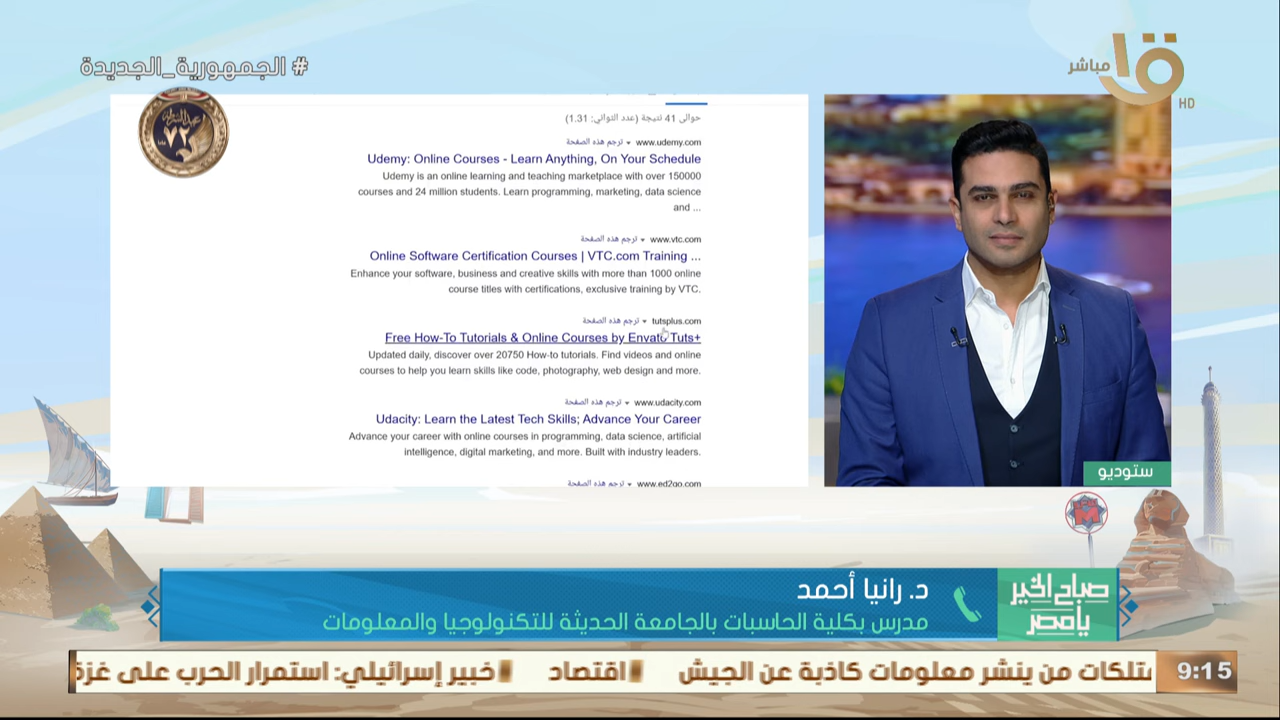 # الجمهورية_الجديدة
مباشر
HD
٧٢
حوالى 41 نتيجة (عدد الثواني: 1.31)
www.udemy.com ▾ ترجم هذه الصفحة
Udemy: Online Courses - Learn Anything, On Your Schedule
Udemy is an online learning and teaching marketplace with over 150000
courses and 24 million students. Learn programming, marketing, data science
and ...
www.vtc.com ▾ ترجم هذه الصفحة
Online Software Certification Courses | VTC.com Training ...
Enhance your software, business and creative skills with more than 1000 online
course titles with certifications, exclusive training by VTC.
tutsplus.com ▾ ترجم هذه الصفحة
Free How-To Tutorials & Online Courses by Envato Tuts+
Updated daily, discover over 20750 How-to tutorials. Find videos and online
courses to help you learn skills like code, photography, web design and more.
www.udacity.com ▾ ترجم هذه الصفحة
Udacity: Learn the Latest Tech Skills; Advance Your Career
Advance your career with online courses in programming, data science, artificial
intelligence, digital marketing, and more. Built with industry leaders.
www.ed2go.com ▾ ترجم هذه الصفحة
ستوديو
M
صباح الخير
يا مصر
د. رانيا أحمد
مدرس بكلية الحاسبات بالجامعة الحديثة للتكنولوجيا والمعلومات
9:15
من ينشر معلومات كاذبة عن الجيش اقتصاد خبير إسرائيلي: استمرار الحرب على غزة